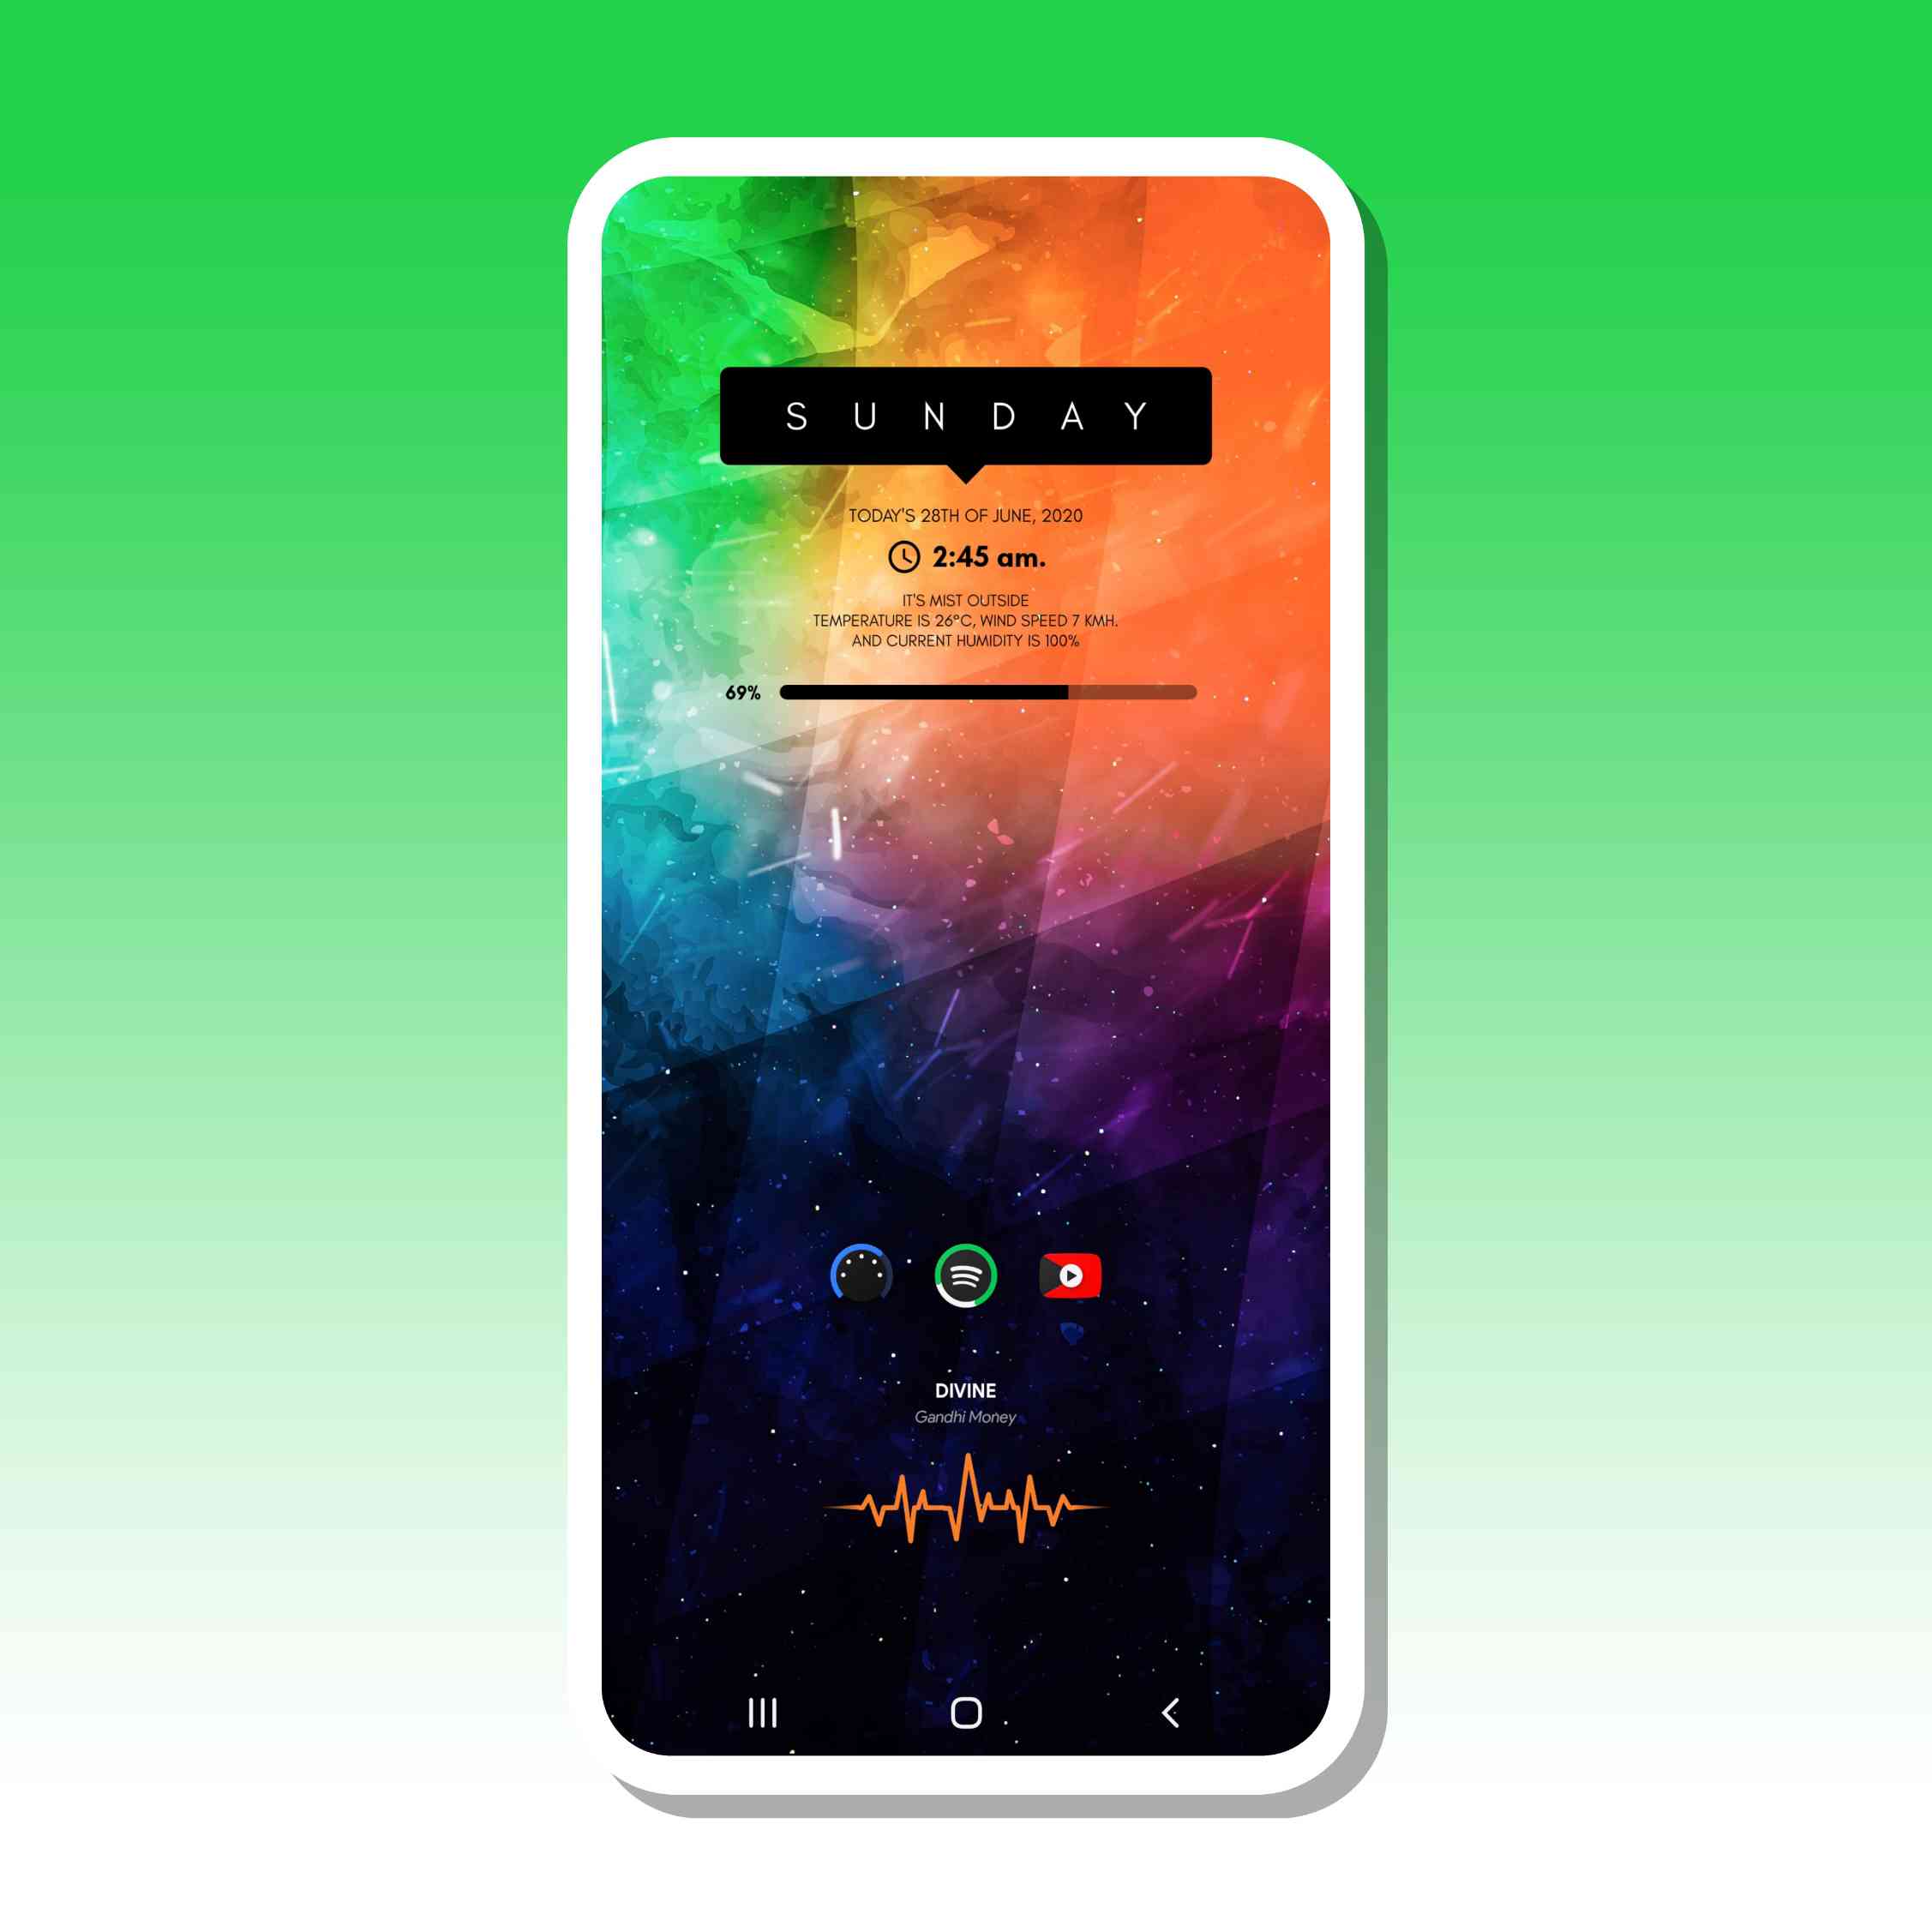 SUNDAY
TODAY'S 28TH OF JUNE, 2020
2:45 am.
IT'S MIST OUTSIDE
TEMPERATURE IS 26°C, WIND SPEED 7 KMH.
AND CURRENT HUMIDITY IS 100%
69%
DIVINE
Gandhi Money